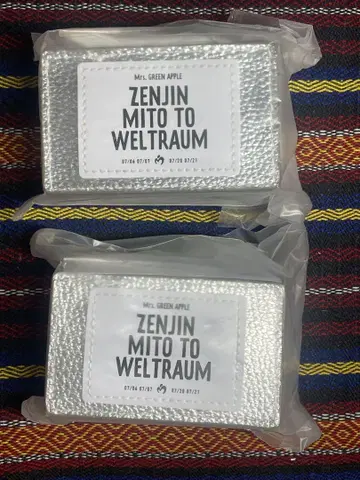 Mrs. GREEN APPLE
ZENJIN
MITO TO
WELTRAUM
07/06 07/07 07/20 07/21
Mrs. GREEN APPLE
ZENJIN
MITO TO
WELTRAUM
07/06 07/07 07/20 07/21